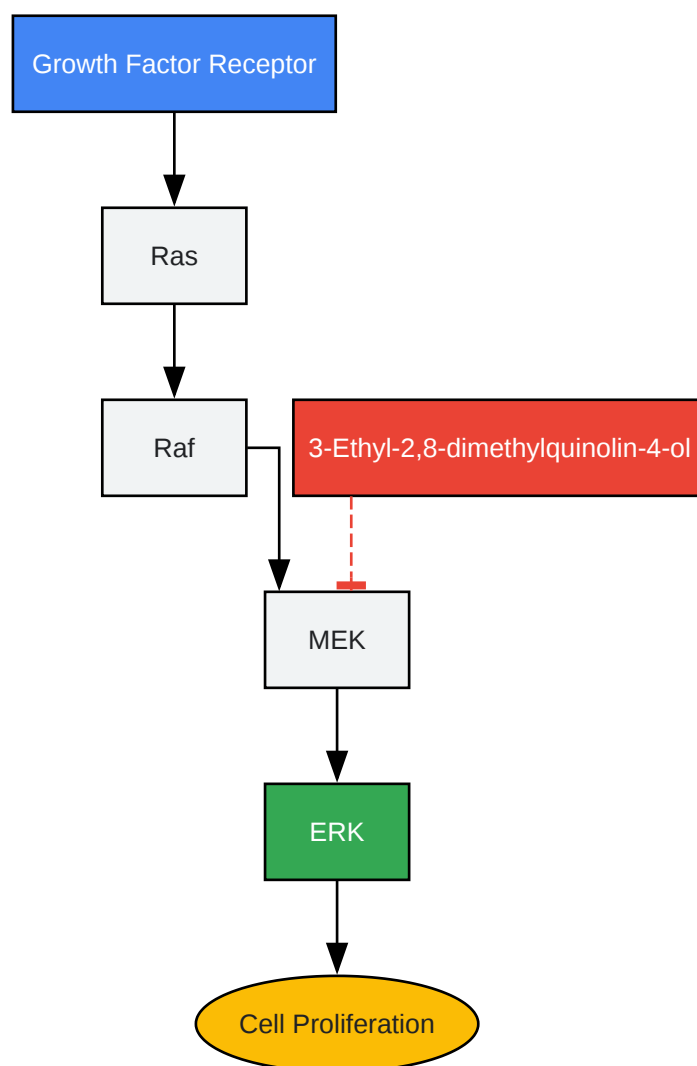 Growth Factor Receptor
Ras
Raf
3-Ethyl-2,8-dimethylquinolin-4-ol
MEK
ERK
Cell Proliferation